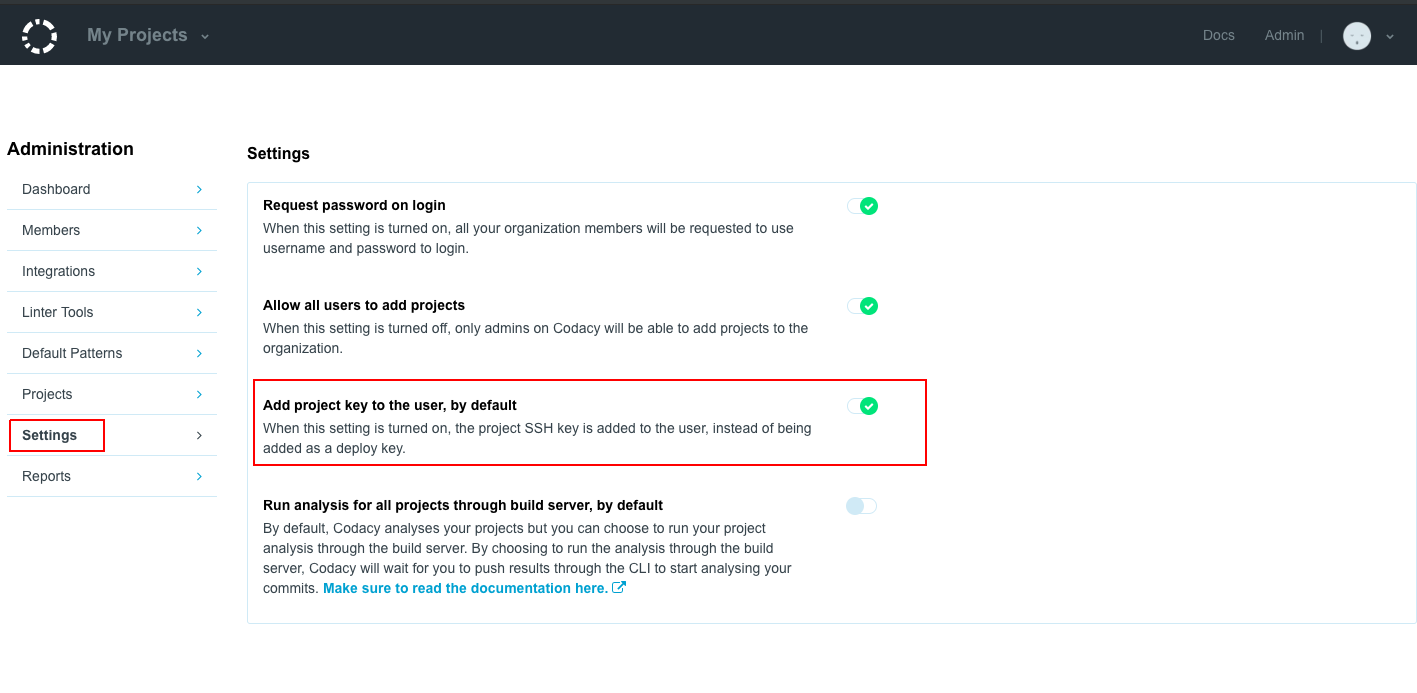 My Projects
Docs
Admin
|
Administration
Dashboard
Members
Integrations
Linter Tools
Default Patterns
Projects
Settings
Reports
Settings
Request password on login
When this setting is turned on, all your organization members will be requested to use
username and password to login.
Allow all users to add projects
When this setting is turned off, only admins on Codacy will be able to add projects to the
organization.
Add project key to the user, by default
When this setting is turned on, the project SSH key is added to the user, instead of being
added as a deploy key.
Run analysis for all projects through build server, by default
By default, Codacy analyses your projects but you can choose to run your project
analysis through the build server. By choosing to run the analysis through the build
server, Codacy will wait for you to push results through the CLI to start analysing your
commits. Make sure to read the documentation here.